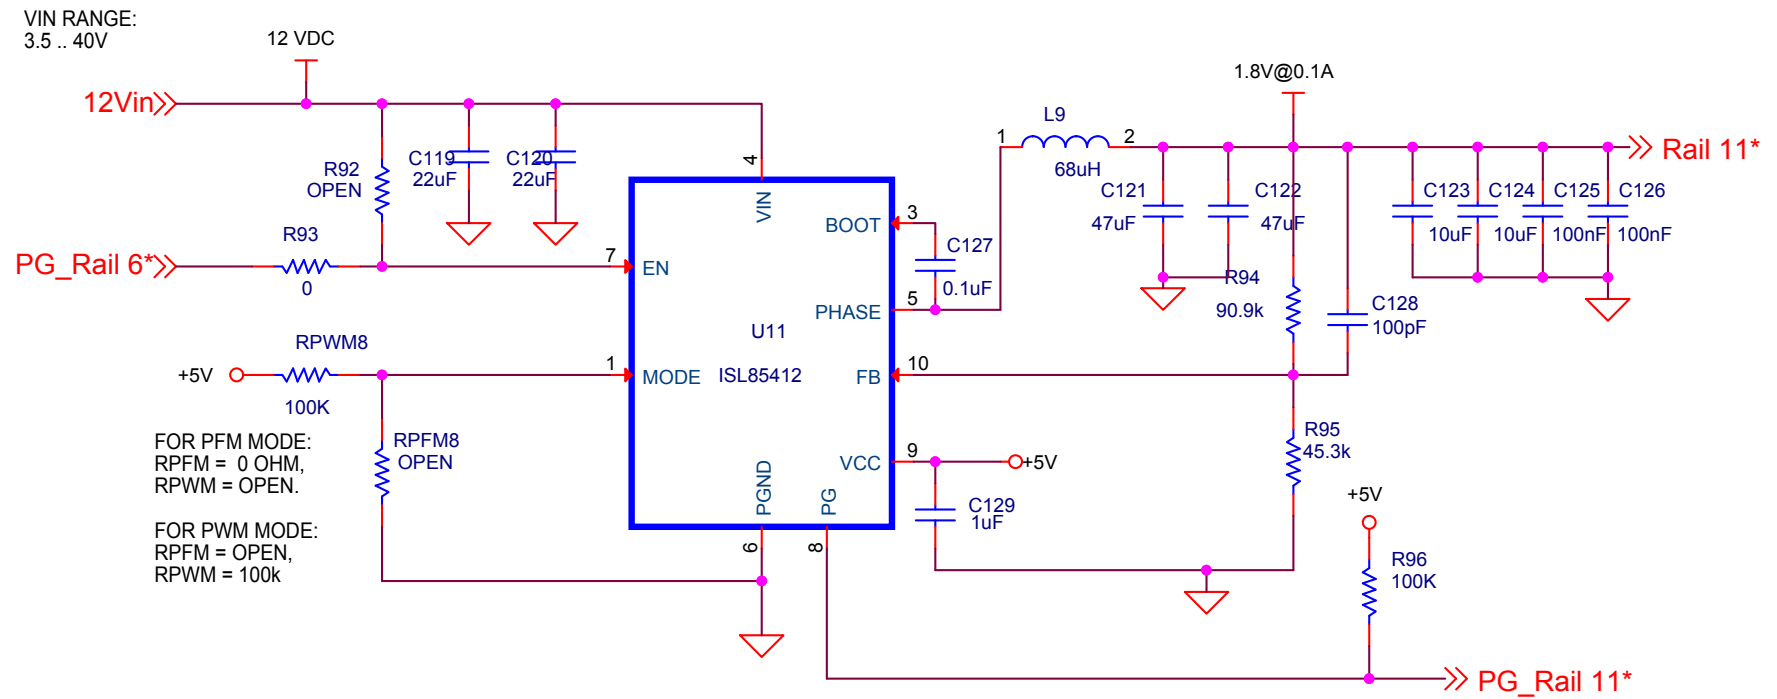 VIN RANGE:
3.5 .. 40V
12 VDC
12Vin
R92
OPEN
C119
22uF
C120
22uF
R93
0
PG_Rail 6*
RPWM8
+5V
100K
RPFM8
OPEN
FOR PFM MODE:
RPFM =  0 OHM,
RPWM = OPEN.
FOR PWM MODE:
RPFM = OPEN,
RPWM = 100k
4
VIN
7
EN
1
MODE
U11
ISL85412
BOOT
3
PHASE
5
FB
10
VCC
9
PGND
6
PG
8
C127
0.1uF
+5V
C129
1uF
L9
1
2
68uH
1.8V@0.1A
Rail 11*
C121
47uF
C122
47uF
C123
10uF
C124
10uF
C125
100nF
C126
100nF
R94
90.9k
C128
100pF
R95
45.3k
+5V
R96
100K
PG_Rail 11*